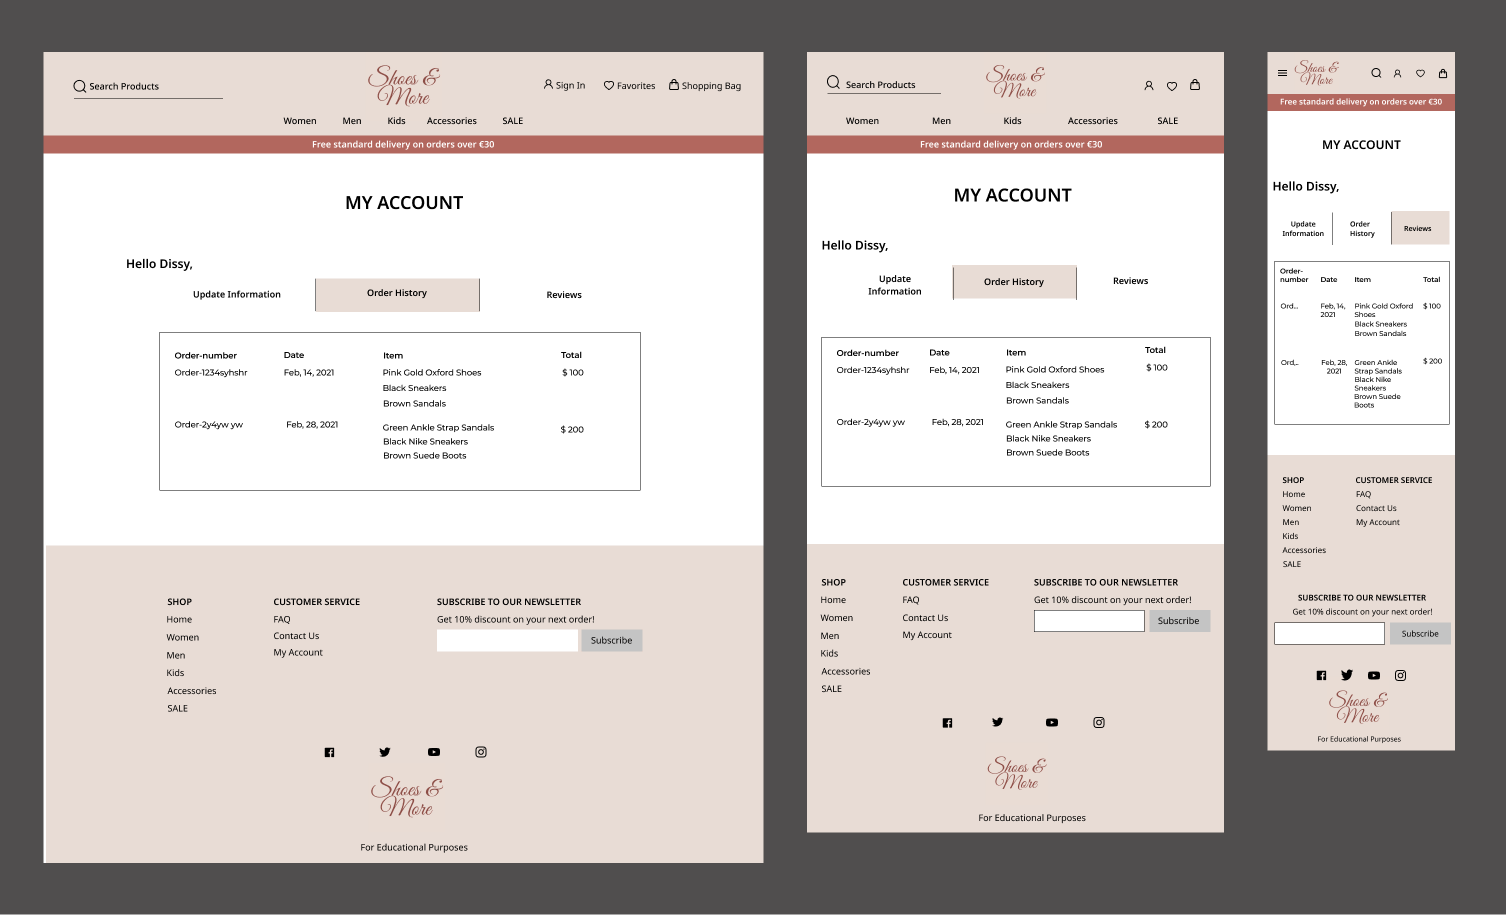 Shoes &
More
Search Products
Sign In
Favorites
Shopping Bag
Women Men Kids Accessories SALE
Free standard delivery on orders over €30
MY ACCOUNT
Hello Dissy,
Update Information
Order History
Reviews
Order-number Date Item Total
Order-1234syhshr Feb, 14, 2021 Pink Gold Oxford Shoes $ 100
Black Sneakers
Brown Sandals
Order-2y4yw yw Feb, 28, 2021 Green Ankle Strap Sandals $ 200
Black Nike Sneakers
Brown Suede Boots
SHOP
Home
Women
Men
Kids
Accessories
SALE
CUSTOMER SERVICE
FAQ
Contact Us
My Account
SUBSCRIBE TO OUR NEWSLETTER
Get 10% discount on your next order!
Subscribe
Shoes &
More
For Educational Purposes
Search Products
Shoes &
More
Women Men Kids Accessories SALE
Free standard delivery on orders over €30
MY ACCOUNT
Hello Dissy,
Update
Information
Order History
Reviews
Order-number Date Item Total
Order-1234syhshr Feb, 14, 2021 Pink Gold Oxford Shoes $ 100
Black Sneakers
Brown Sandals
Order-2y4yw yw Feb, 28, 2021 Green Ankle Strap Sandals $ 200
Black Nike Sneakers
Brown Suede Boots
SHOP
Home
Women
Men
Kids
Accessories
SALE
CUSTOMER SERVICE
FAQ
Contact Us
My Account
SUBSCRIBE TO OUR NEWSLETTER
Get 10% discount on your next order!
Subscribe
Shoes &
More
For Educational Purposes
Shoes &
More
Free standard delivery on orders over €30
MY ACCOUNT
Hello Dissy,
Update
Information
Order
History
Reviews
Order-
number Date Item Total
Ord... Feb, 14, Pink Gold Oxford $ 100
2021 Shoes
Black Sneakers
Brown Sandals
Ord,.. Feb, 28, Green Ankle $ 200
2021 Strap Sandals
Black Nike
Sneakers
Brown Suede
Boots
SHOP
Home
Women
Men
Kids
Accessories
SALE
CUSTOMER SERVICE
FAQ
Contact Us
My Account
SUBSCRIBE TO OUR NEWSLETTER
Get 10% discount on your next order!
Subscribe
Shoes &
More
For Educational Purposes